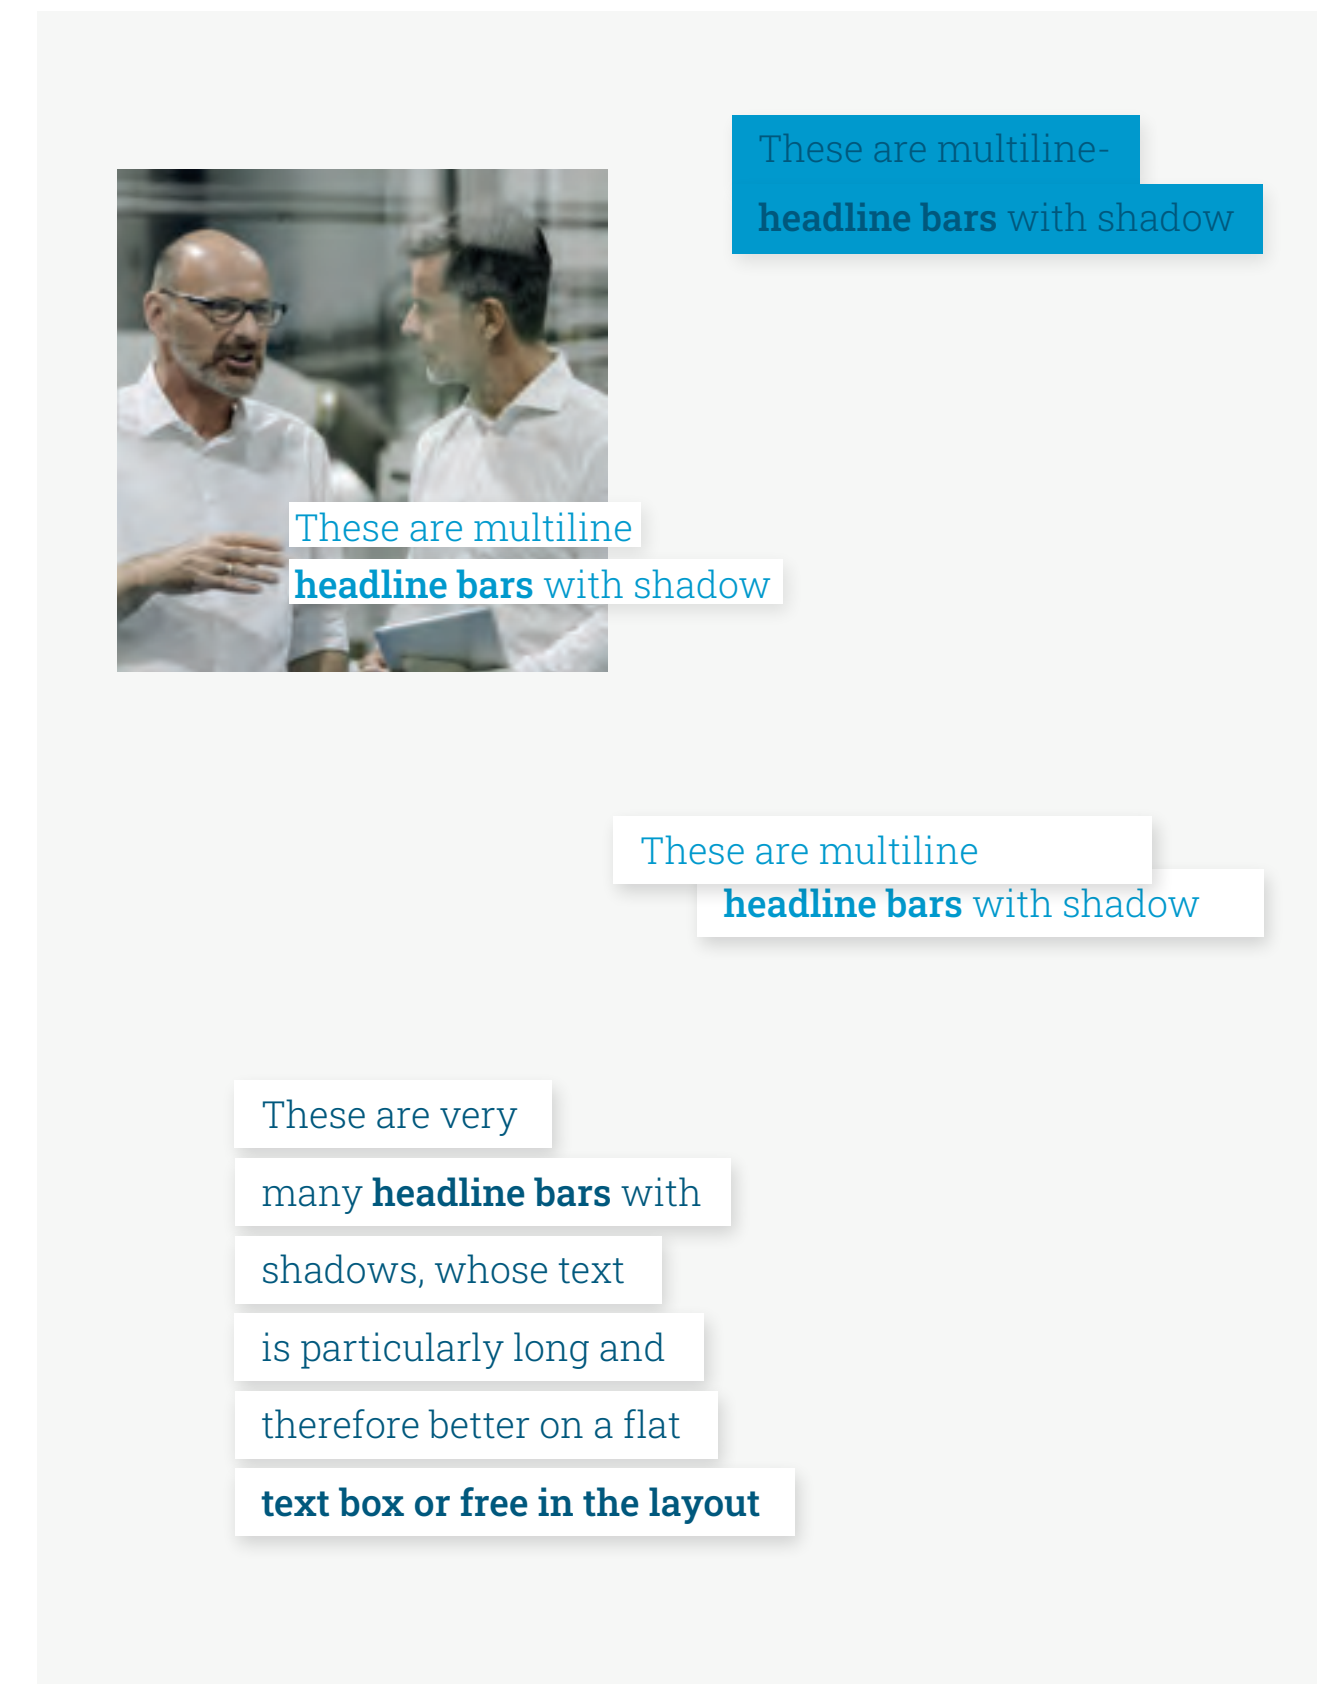 These are multiline-
headline bars with shadow
These are multiline
headline bars with shadow
These are multiline
headline bars with shadow
These are very
many headline bars with
shadows, whose text
is particularly long and
therefore better on a flat
text box or free in the layout